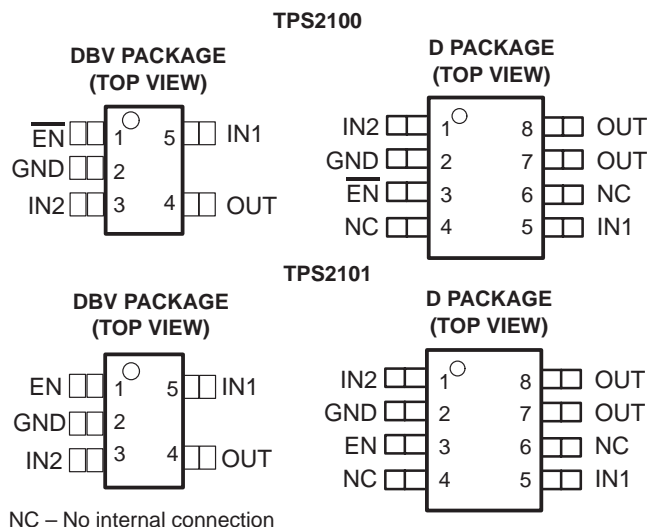 TPS2100
DBV PACKAGE
(TOP VIEW)
E̅N̅ 1 5 IN1
GND 2
IN2 3 4 OUT
D PACKAGE
(TOP VIEW)
IN2 1 8 OUT
GND 2 7 OUT
E̅N̅ 3 6 NC
NC 4 5 IN1
TPS2101
DBV PACKAGE
(TOP VIEW)
EN 1 5 IN1
GND 2
IN2 3 4 OUT
D PACKAGE
(TOP VIEW)
IN2 1 8 OUT
GND 2 7 OUT
EN 3 6 NC
NC 4 5 IN1
NC – No internal connection